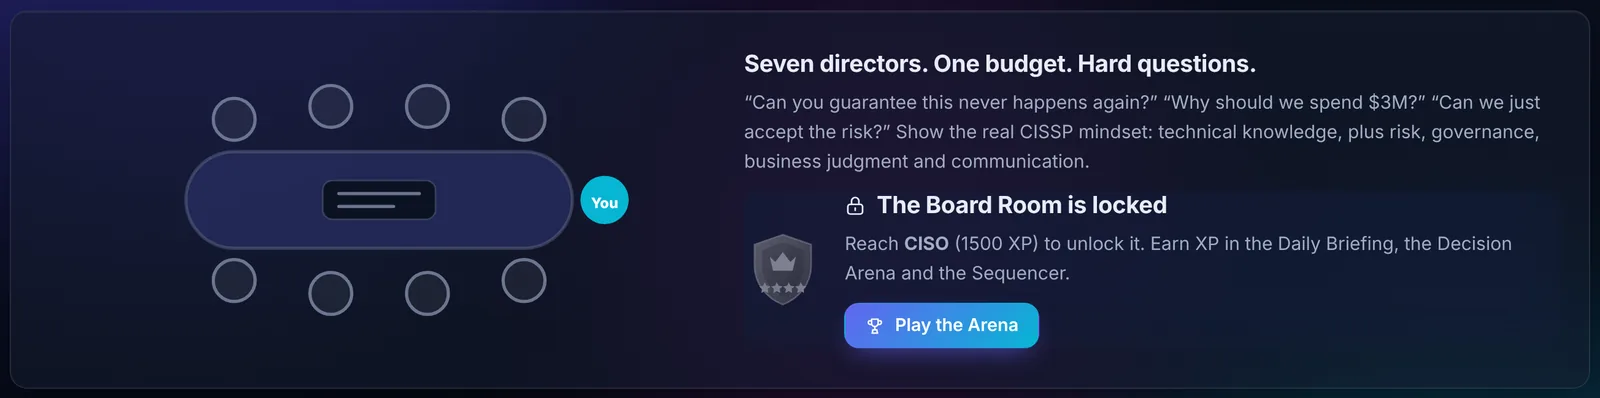 You
Seven directors. One budget. Hard questions.
“Can you guarantee this never happens again?” “Why should we spend $3M?” “Can we just
accept the risk?” Show the real CISSP mindset: technical knowledge, plus risk, governance,
business judgment and communication.
The Board Room is locked
Reach CISO (1500 XP) to unlock it. Earn XP in the Daily Briefing, the Decision
Arena and the Sequencer.
Play the Arena